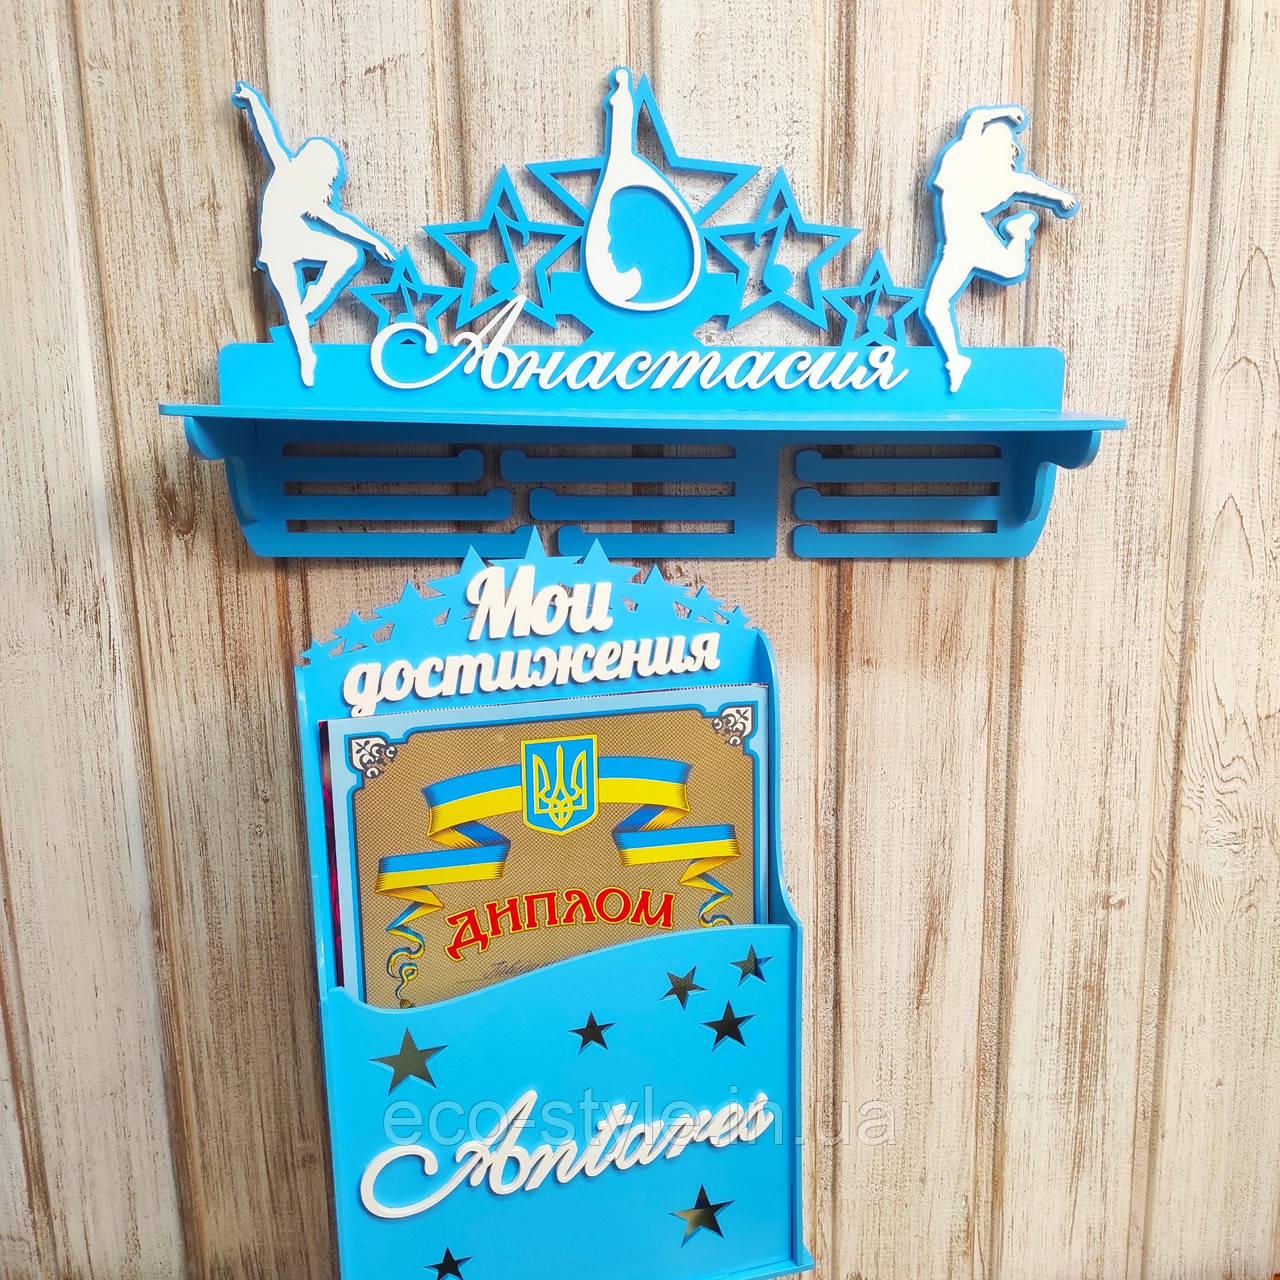 Анастасия
Мои
достижения
ДИПЛОМ
eco-style.in.ua
Antares